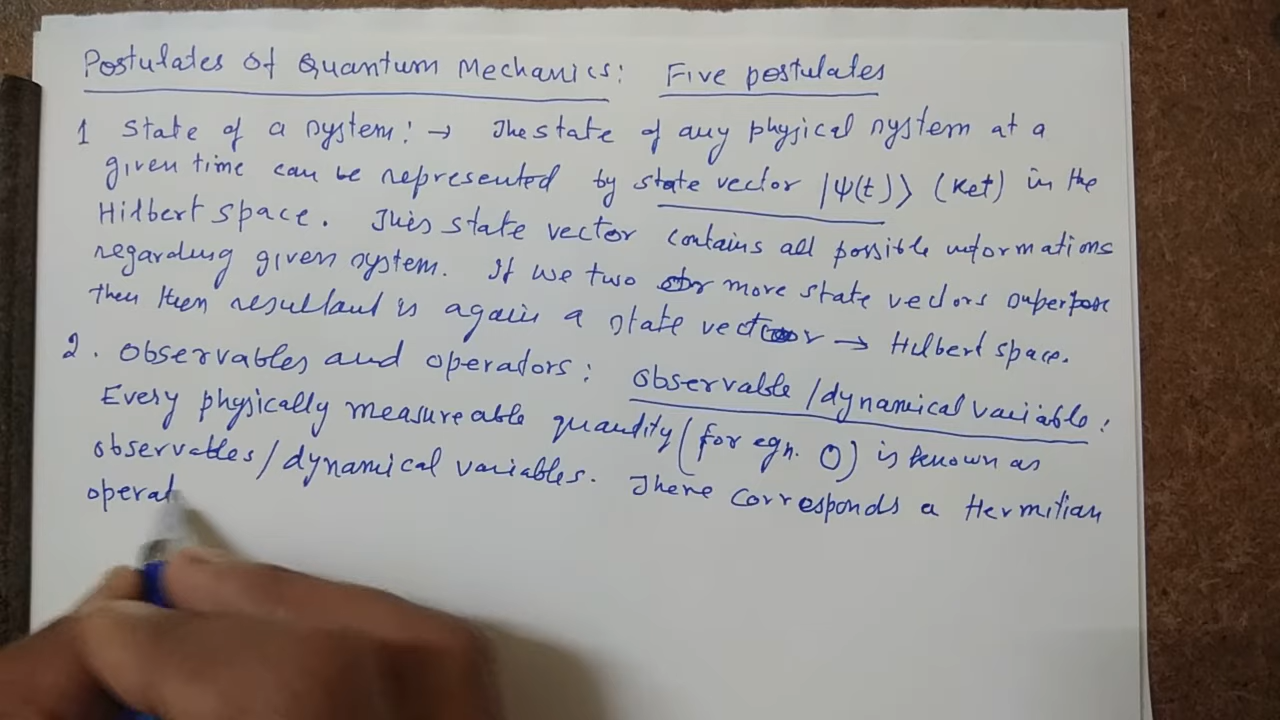 Postulates of Quantum Mechanics: Five postulates
1 State of a system: → The state of any physical system at a
given time can be represented by state vector |Ψ(t)⟩ (Ket) in the
Hilbert space. This state vector contains all possible informations
regarding given system. If we two or more state vectors superpose
then then resultant is again a state vector → Hilbert space.
2. Observables and operators: Observable/dynamical variable:
Every physically measureable quantity (for egn. O) is known as
observables/dynamical variables. There corresponds a Hermitian
operat